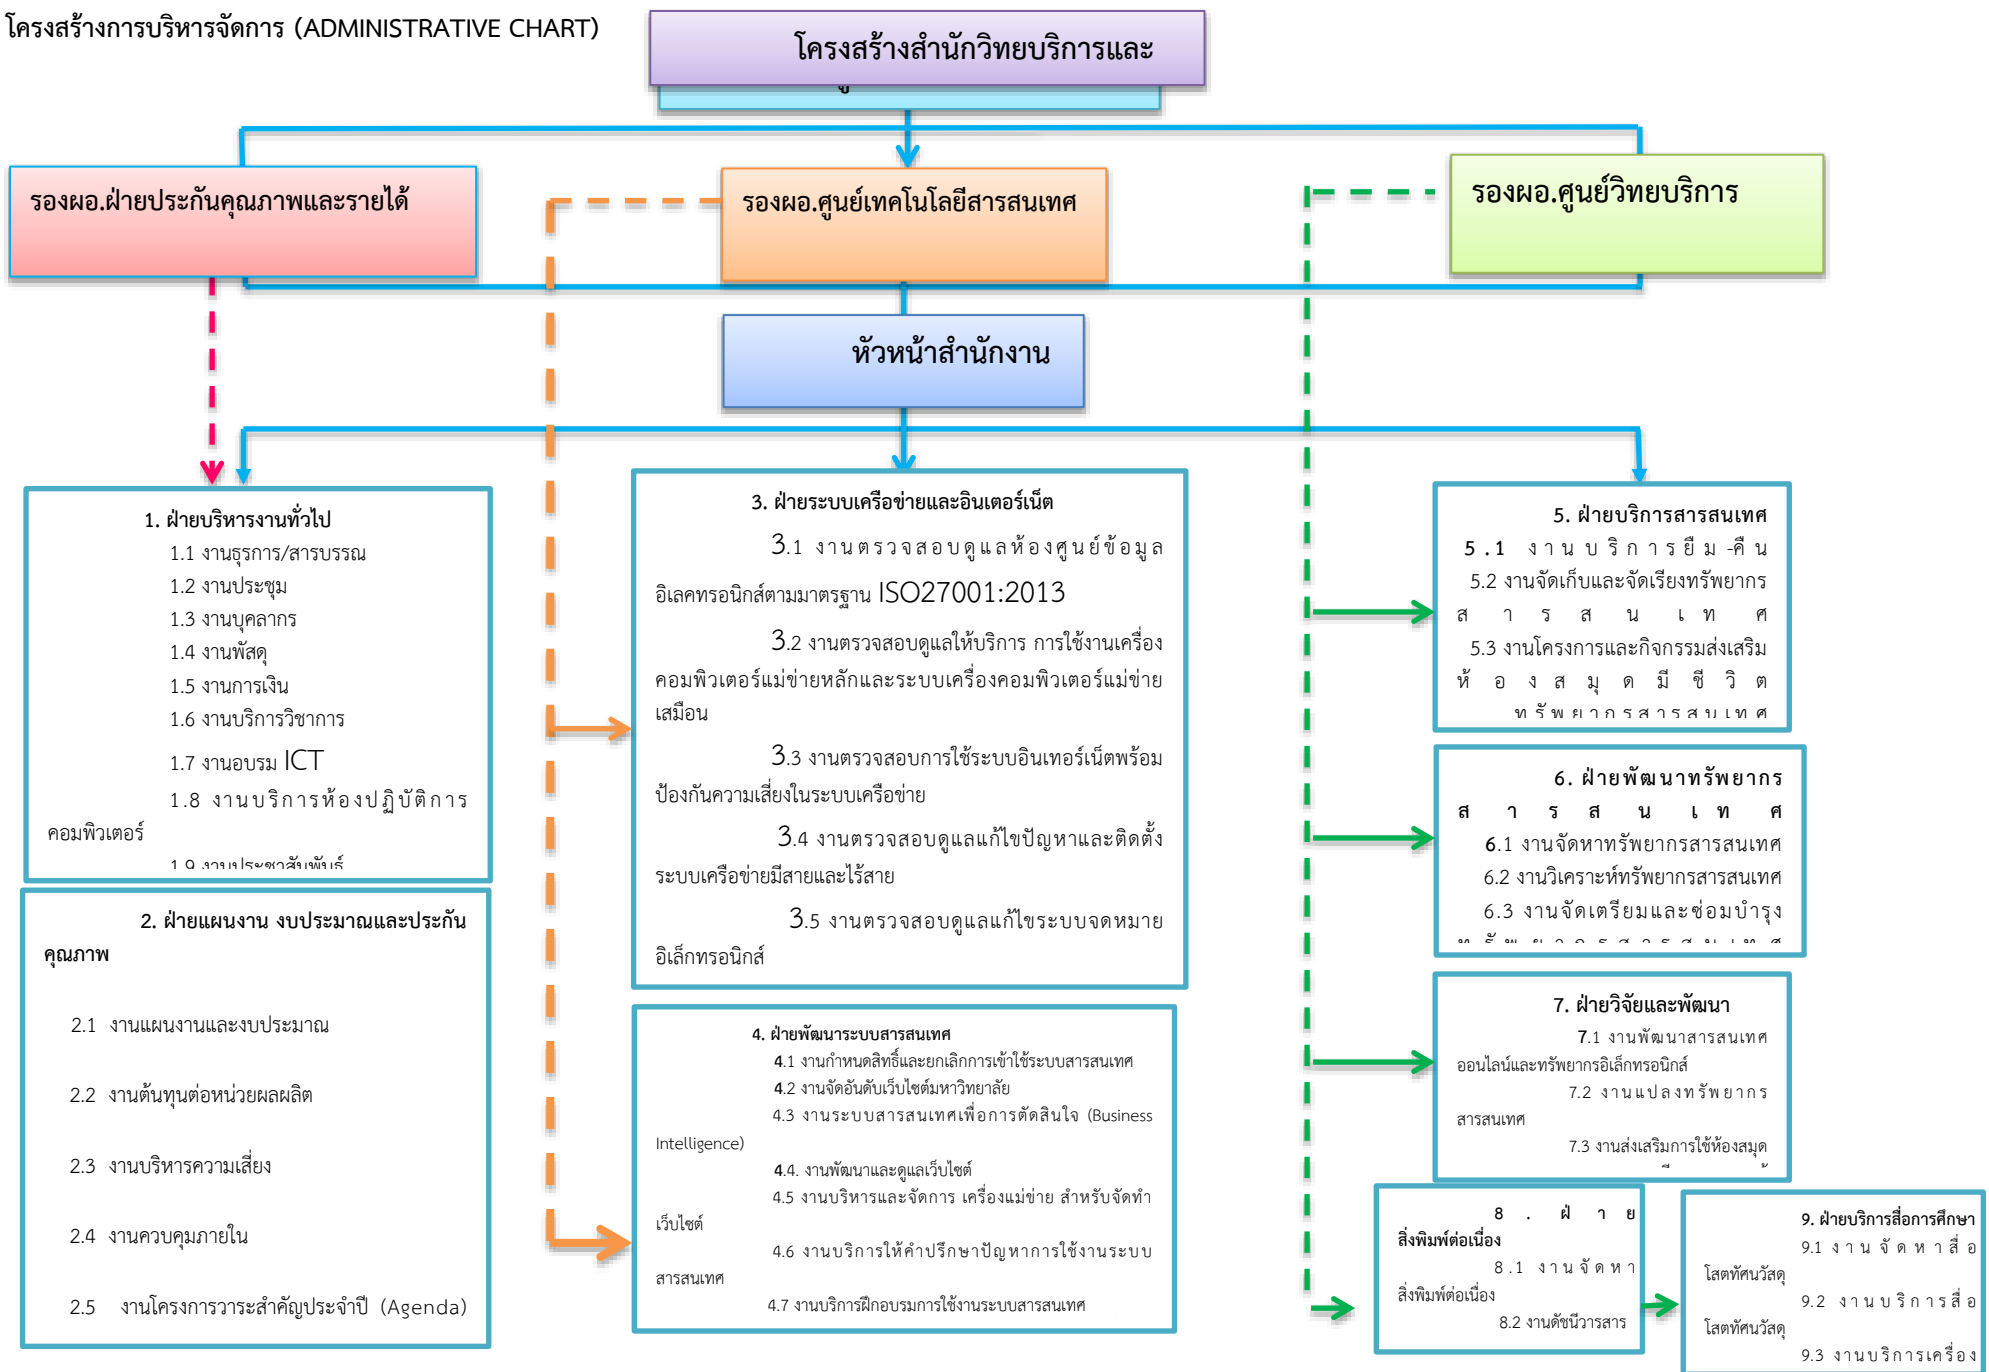 โครงสร้างการบริหารจัดการ (ADMINISTRATIVE CHART)
โครงสร้างสำนักวิทยบริการและ
รองผอ.ฝ่ายประกันคุณภาพและรายได้
รองผอ.ศูนย์เทคโนโลยีสารสนเทศ
รองผอ.ศูนย์วิทยบริการ
หัวหน้าสำนักงาน
1. ฝ่ายบริหารงานทั่วไป
1.1 งานธุรการ/สารบรรณ
1.2 งานประชุม
1.3 งานบุคลากร
1.4 งานพัสดุ
1.5 งานการเงิน
1.6 งานบริการวิชาการ
1.7 งานอบรม ICT
1.8 งานบริการห้องปฏิบัติการ
คอมพิวเตอร์
1.9 งานประชาสัมพันธ์
2. ฝ่ายแผนงาน งบประมาณและประกัน
คุณภาพ
2.1 งานแผนงานและงบประมาณ
2.2 งานต้นทุนต่อหน่วยผลผลิต
2.3 งานบริหารความเสี่ยง
2.4 งานควบคุมภายใน
2.5 งานโครงการวาระสำคัญประจำปี (Agenda)
3. ฝ่ายระบบเครือข่ายและอินเตอร์เน็ต
3.1 งานตรวจสอบดูแลห้องศูนย์ข้อมูล
อิเลคทรอนิกส์ตามมาตรฐาน ISO27001:2013
3.2 งานตรวจสอบดูแลให้บริการ การใช้งานเครื่อง
คอมพิวเตอร์แม่ข่ายหลักและระบบเครื่องคอมพิวเตอร์แม่ข่าย
เสมือน
3.3 งานตรวจสอบการใช้ระบบอินเทอร์เน็ตพร้อม
ป้องกันความเสี่ยงในระบบเครือข่าย
3.4 งานตรวจสอบดูแลแก้ไขปัญหาและติดตั้ง
ระบบเครือข่ายมีสายและไร้สาย
3.5 งานตรวจสอบดูแลแก้ไขระบบจดหมาย
อิเล็กทรอนิกส์
4. ฝ่ายพัฒนาระบบสารสนเทศ
4.1 งานกำหนดสิทธิ์และยกเลิกการเข้าใช้ระบบสารสนเทศ
4.2 งานจัดอันดับเว็บไซต์มหาวิทยาลัย
4.3 งานระบบสารสนเทศเพื่อการตัดสินใจ (Business
Intelligence)
4.4. งานพัฒนาและดูแลเว็บไซต์
4.5 งานบริหารและจัดการ เครื่องแม่ข่าย สำหรับจัดทำ
เว็บไซต์
4.6 งานบริการให้คำปรึกษาปัญหาการใช้งานระบบ
สารสนเทศ
4.7 งานบริการฝึกอบรมการใช้งานระบบสารสนเทศ
5. ฝ่ายบริการสารสนเทศ
5.1 งานบริการยืม-คืน
5.2 งานจัดเก็บและจัดเรียงทรัพยากร
สารสนเทศ
5.3 งานโครงการและกิจกรรมส่งเสริม
ห้องสมุดมีชีวิต
ทรัพยากรสารสนเทศ
6. ฝ่ายพัฒนาทรัพยากร
สารสนเทศ
6.1 งานจัดหาทรัพยากรสารสนเทศ
6.2 งานวิเคราะห์ทรัพยากรสารสนเทศ
6.3 งานจัดเตรียมและซ่อมบำรุง
ทรัพยากรสารสนเทศ
7. ฝ่ายวิจัยและพัฒนา
7.1 งานพัฒนาสารสนเทศ
ออนไลน์และทรัพยากรอิเล็กทรอนิกส์
7.2 งานแปลงทรัพยากร
สารสนเทศ
7.3 งานส่งเสริมการใช้ห้องสมุด
8. ฝ่าย
สิ่งพิมพ์ต่อเนื่อง
8.1 งานจัดหา
สิ่งพิมพ์ต่อเนื่อง
8.2 งานดัชนีวารสาร
9. ฝ่ายบริการสื่อการศึกษา
9.1 งานจัดหาสื่อ
โสตทัศนวัสดุ
9.2 งานบริการสื่อ
โสตทัศนวัสดุ
9.3 งานบริการเครื่อง